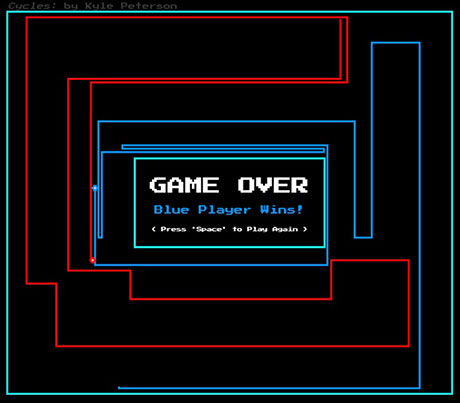 Cycles: by Kyle Peterson
GAME OVER
Blue Player Wins!
( Press 'Space' to Play Again )